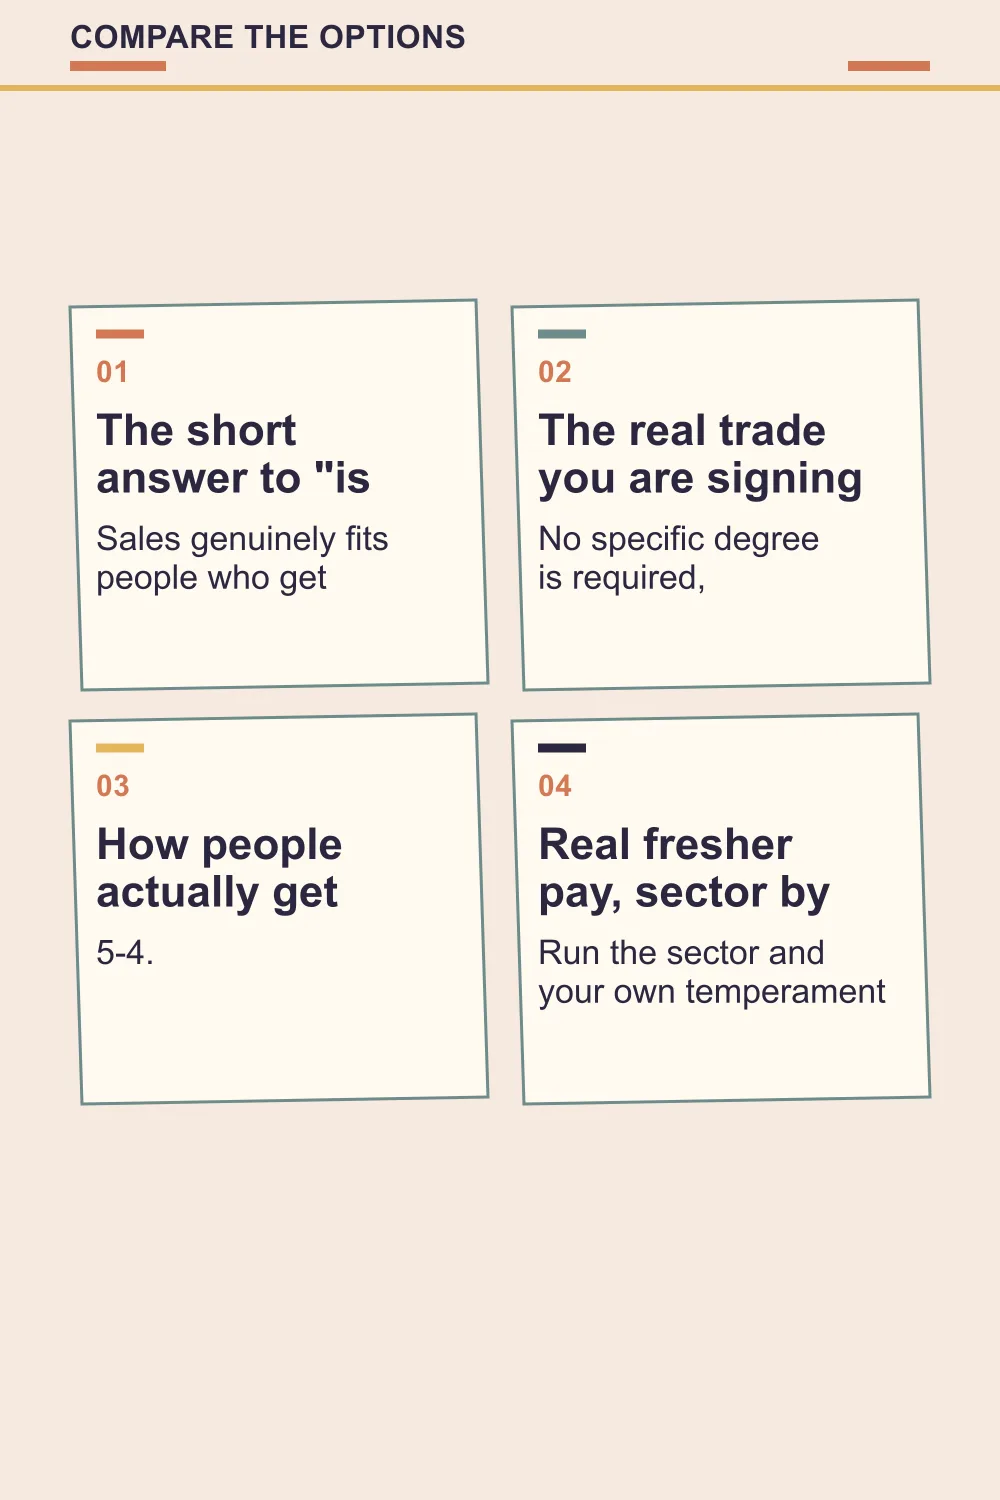 COMPARE THE OPTIONS
01
The short
answer to "is
Sales genuinely fits
people who get
02
The real trade
you are signing
No specific degree
is required,
03
How people
actually get
5-4.
04
Real fresher
pay, sector by
Run the sector and
your own temperament